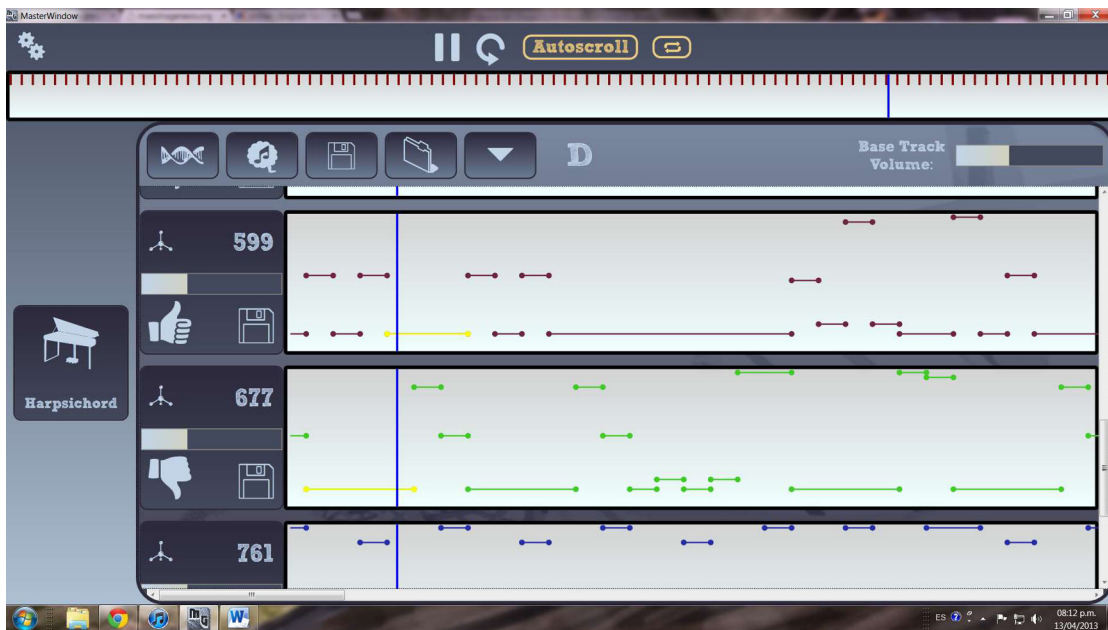 MasterWindow
Autoscroll
D
Base Track
Volume:
599
Harpsichord
677
761
ES
08:12 p.m.
13/04/2013